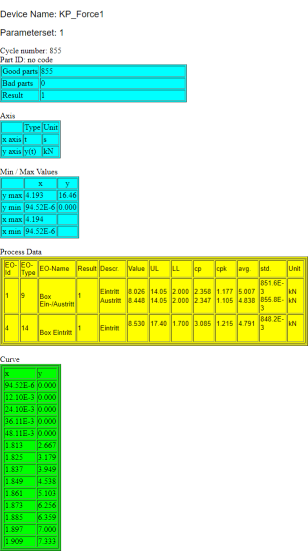 Device Name: KP_Force1
Parameterset: 1
Cycle number: 855
Part ID: no code
Good parts 855
Bad parts 0
Result 1
Axis
Type Unit
x axis t s
y axis y(t) kN
Min / Max Values
x y
y max 4.193 16.46
y min 94.52E-6 0.000
x max 4.194
x min 94.52E-6
Process Data
EO-Id EO-Type EO-Name Result Descr. Value UL LL cp cpk avg. std. Unit
1 9 Box Ein-/Austritt 1 Eintritt 8.026 14.05 2.000 2.358 1.177 5.007 851.6E-3 kN
Austritt 8.448 14.05 2.000 2.347 1.105 4.838 855.8E-3 kN
4 14 Box Eintritt 1 Eintritt 8.530 17.40 1.700 3.085 1.215 4.791 848.2E-3 kN
Curve
x y
94.52E-6 0.000
12.10E-3 0.000
24.10E-3 0.000
36.11E-3 0.000
48.11E-3 0.000
1.813 2.667
1.825 3.179
1.837 3.949
1.849 4.538
1.861 5.103
1.873 6.256
1.885 6.359
1.897 7.000
1.909 7.333